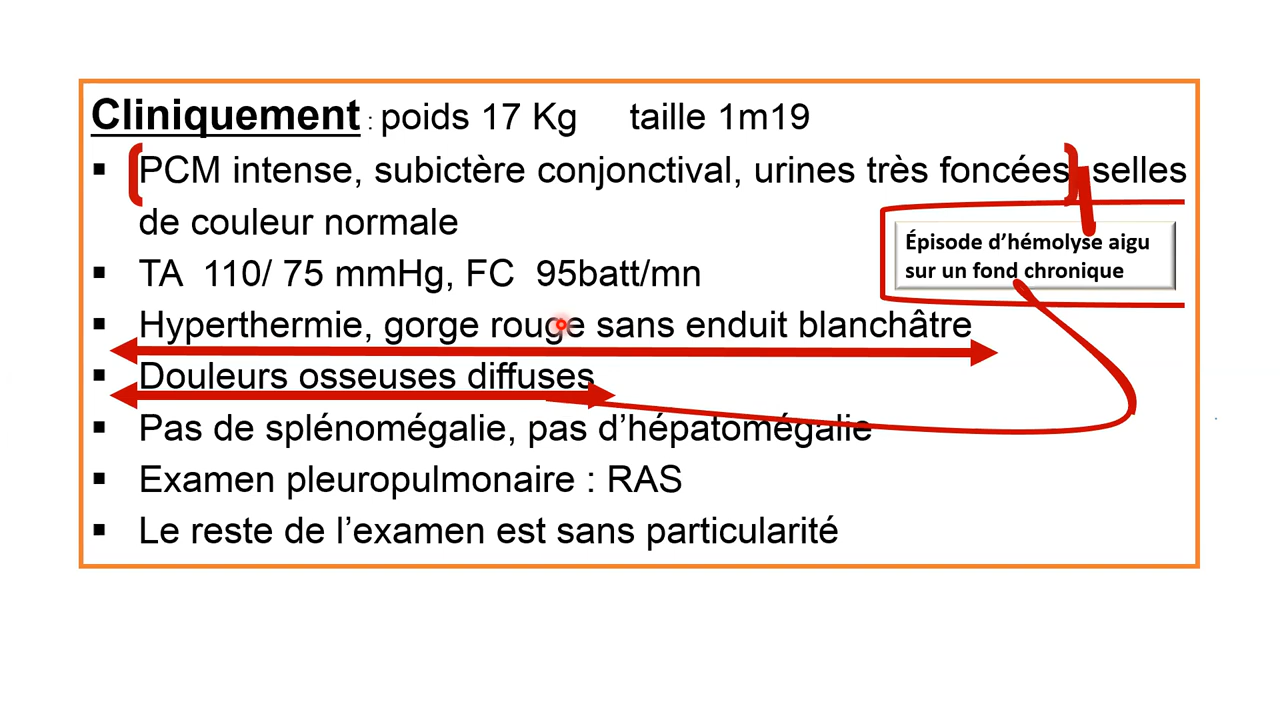 Cliniquement : poids 17 Kg taille 1m19
▪ PCM intense, subictère conjonctival, urines très foncées, selles
de couleur normale
Épisode d’hémolyse aigu
sur un fond chronique
▪ TA 110/ 75 mmHg, FC 95batt/mn
▪ Hyperthermie, gorge rouge sans enduit blanchâtre
▪ Douleurs osseuses diffuses
▪ Pas de splénomégalie, pas d’hépatomégalie
▪ Examen pleuropulmonaire : RAS
▪ Le reste de l’examen est sans particularité